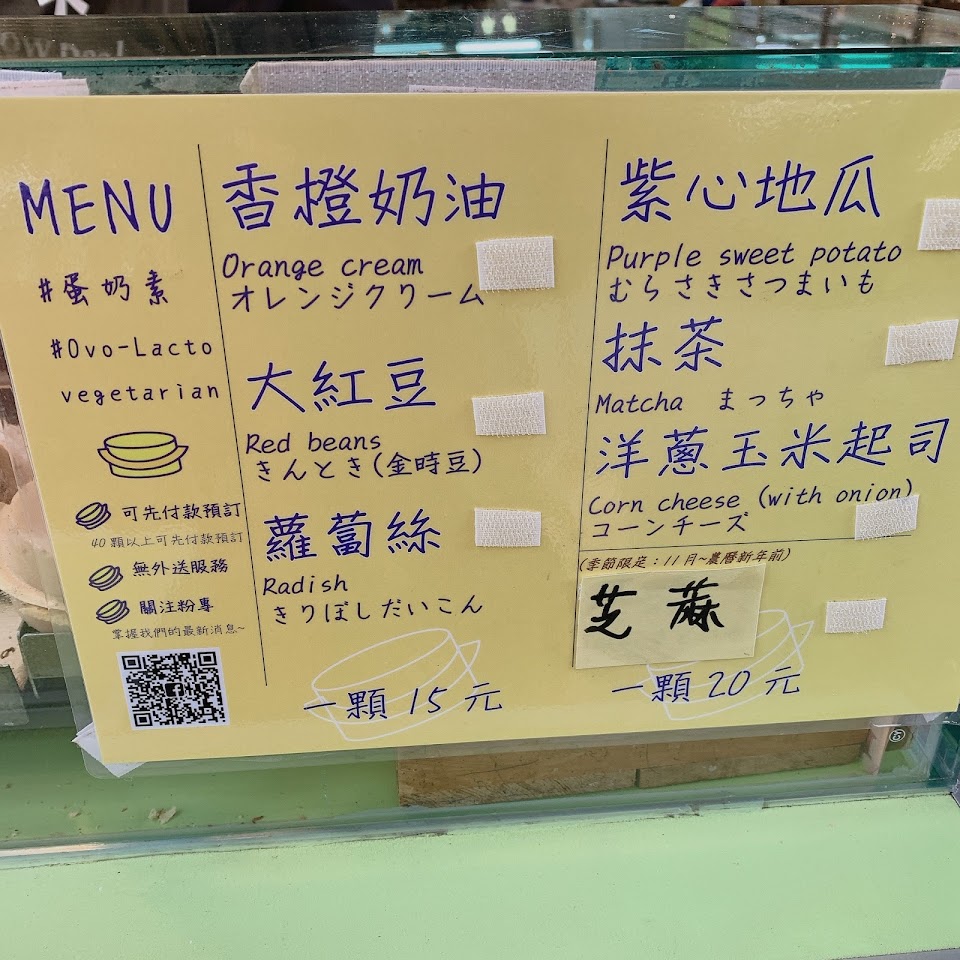 MENU
#蛋奶素
#Ovo-Lacto
vegetarian
可先付款預訂
40顆以上可先付款預訂
無外送服務
關注粉專
掌握我們的最新消息~
香橙奶油
Orange cream
オレンジクリーム
大紅豆
Red beans
きんとき(金時豆)
蘿蔔絲
Radish
きりぼしだいこん
一顆 15 元
紫心地瓜
Purple sweet potato
むらさきさつまいも
抹茶
Matcha まっちゃ
洋蔥玉米起司
Corn cheese (with onion)
コーンチーズ
(季節限定：11月~農曆新年前)
芝蔴
一顆 20 元